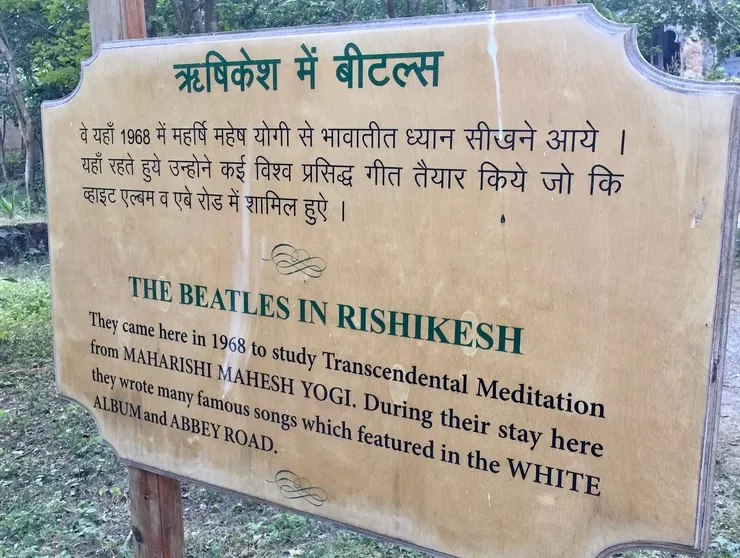 ऋषिकेश में बीटल्स
वे यहाँ 1968 में महर्षि महेष योगी से भावातीत ध्यान सीखने आये ।
यहाँ रहते हुये उन्होने कई विश्व प्रसिद्ध गीत तैयार किये जो कि
व्हाइट एल्बम व एबे रोड में शामिल हुऐ ।
THE BEATLES IN RISHIKESH
They came here in 1968 to study Transcendental Meditation
from MAHARISHI MAHESH YOGI. During their stay here
they wrote many famous songs which featured in the WHITE
ALBUM and ABBEY ROAD.